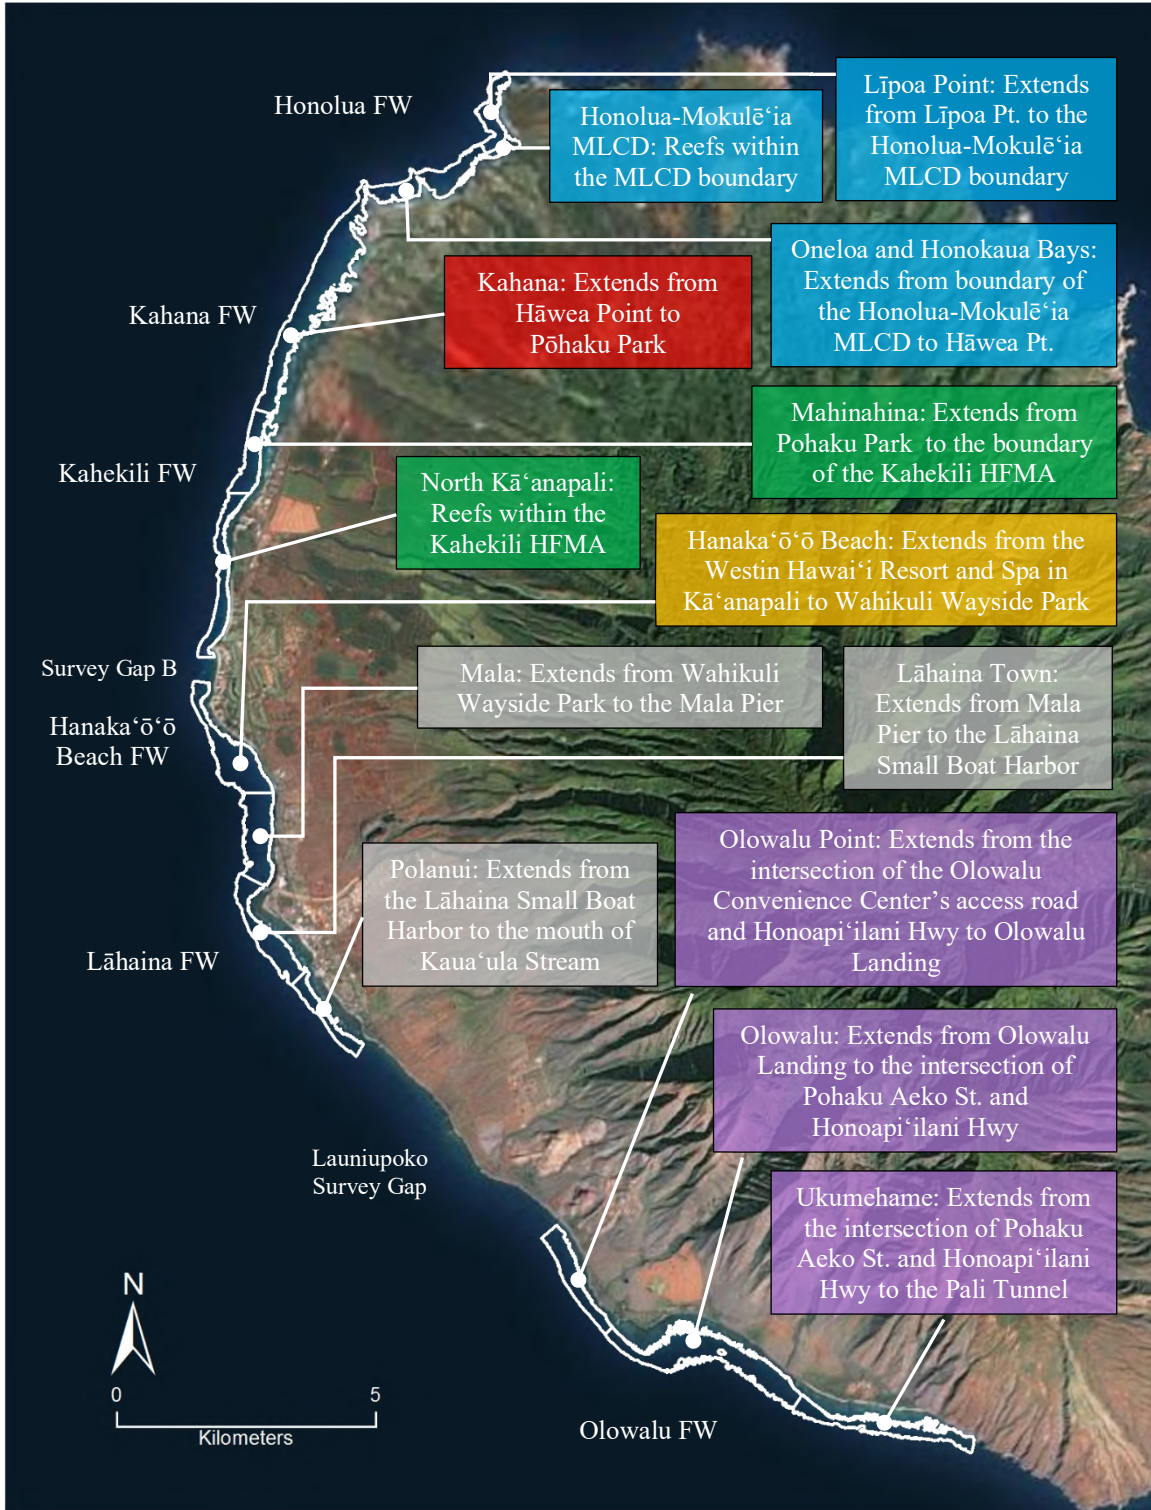 Honolua FW
Līpoa Point: Extends
from Līpoa Pt. to the
Honolua-Mokulēʻia
MLCD boundary
Honolua-Mokulēʻia
MLCD: Reefs within
the MLCD boundary
Oneloa and Honokaua Bays:
Extends from boundary of
the Honolua-Mokulēʻia
MLCD to Hāwea Pt.
Kahana FW
Kahana: Extends from
Hāwea Point to
Pōhaku Park
Mahinahina: Extends from
Pohaku Park to the boundary
of the Kahekili HFMA
Kahekili FW
North Kāʻanapali:
Reefs within the
Kahekili HFMA
Hanakaʻōʻō Beach: Extends from the
Westin Hawaiʻi Resort and Spa in
Kāʻanapali to Wahikuli Wayside Park
Survey Gap B
Hanakaʻōʻō
Beach FW
Mala: Extends from Wahikuli
Wayside Park to the Mala Pier
Lāhaina Town:
Extends from Mala
Pier to the Lāhaina
Small Boat Harbor
Olowalu Point: Extends from the
intersection of the Olowalu
Convenience Center’s access road
and Honoapiʻilani Hwy to Olowalu
Landing
Polanui: Extends from
the Lāhaina Small Boat
Harbor to the mouth of
Kauaʻula Stream
Lāhaina FW
Olowalu: Extends from Olowalu
Landing to the intersection of
Pohaku Aeko St. and
Honoapiʻilani Hwy
Launiupoko
Survey Gap
Ukumehame: Extends from
the intersection of Pohaku
Aeko St. and Honoapiʻilani
Hwy to the Pali Tunnel
N
0 5
Kilometers
Olowalu FW